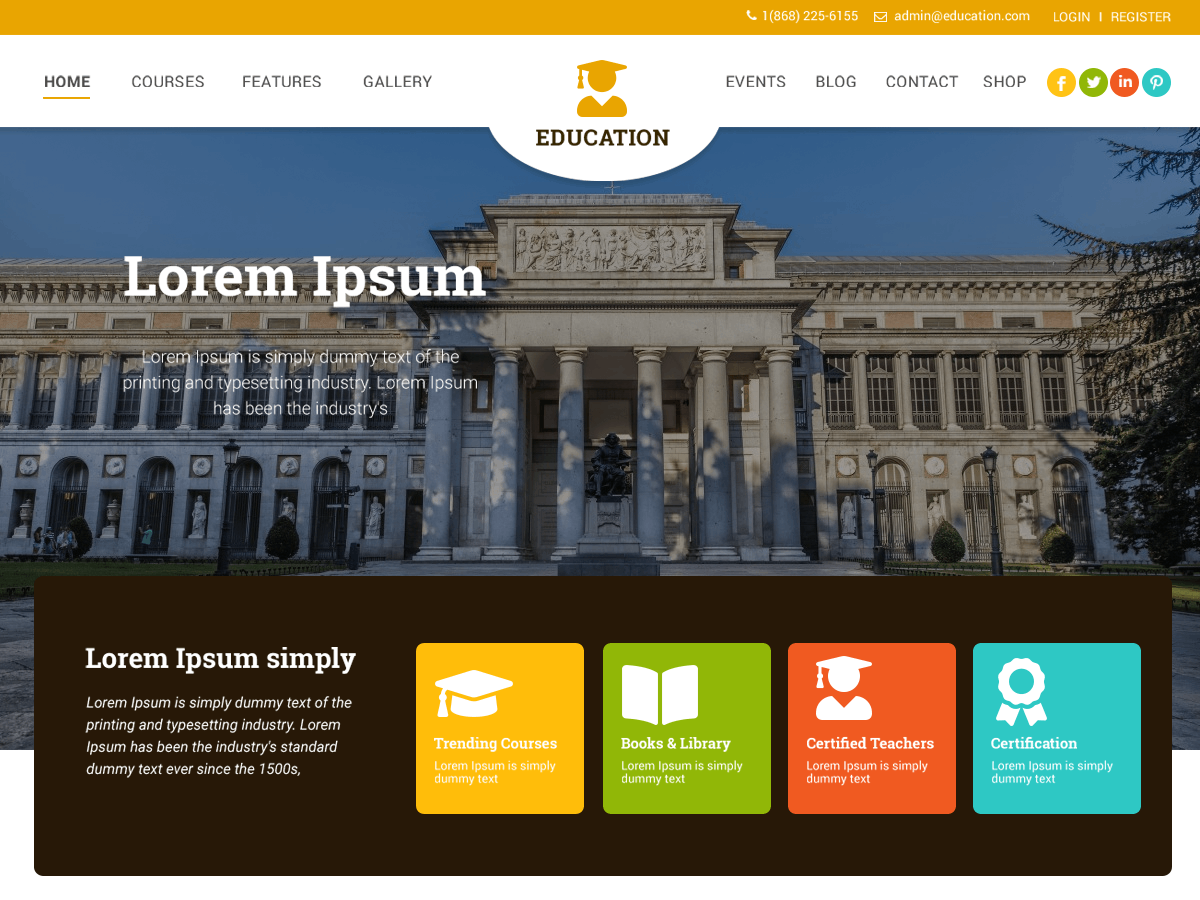 1(868) 225-6155 admin@education.com LOGIN I REGISTER
HOME COURSES FEATURES GALLERY EVENTS BLOG CONTACT SHOP
EDUCATION
Lorem Ipsum
Lorem Ipsum is simply dummy text of the
printing and typesetting industry. Lorem Ipsum
has been the industry's
Lorem Ipsum simply
Lorem Ipsum is simply dummy text of the
printing and typesetting industry. Lorem
Ipsum has been the industry's standard
dummy text ever since the 1500s,
Trending Courses
Lorem Ipsum is simply
dummy text
Books & Library
Lorem Ipsum is simply
dummy text
Certified Teachers
Lorem Ipsum is simply
dummy text
Certification
Lorem Ipsum is simply
dummy text